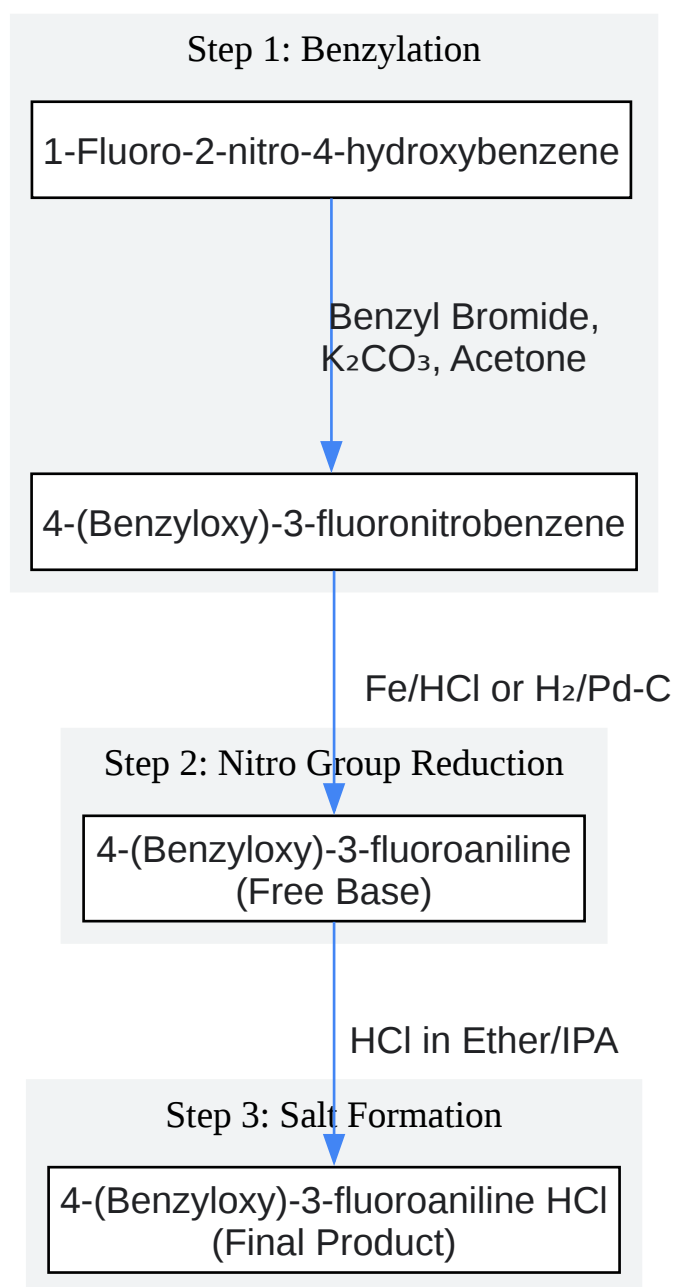 Step 1: Benzylation
1-Fluoro-2-nitro-4-hydroxybenzene
Benzyl Bromide,
K₂CO₃, Acetone
4-(Benzyloxy)-3-fluoronitrobenzene
Fe/HCl or H₂/Pd-C
Step 2: Nitro Group Reduction
4-(Benzyloxy)-3-fluoroaniline
(Free Base)
HCl in Ether/IPA
Step 3: Salt Formation
4-(Benzyloxy)-3-fluoroaniline HCl
(Final Product)